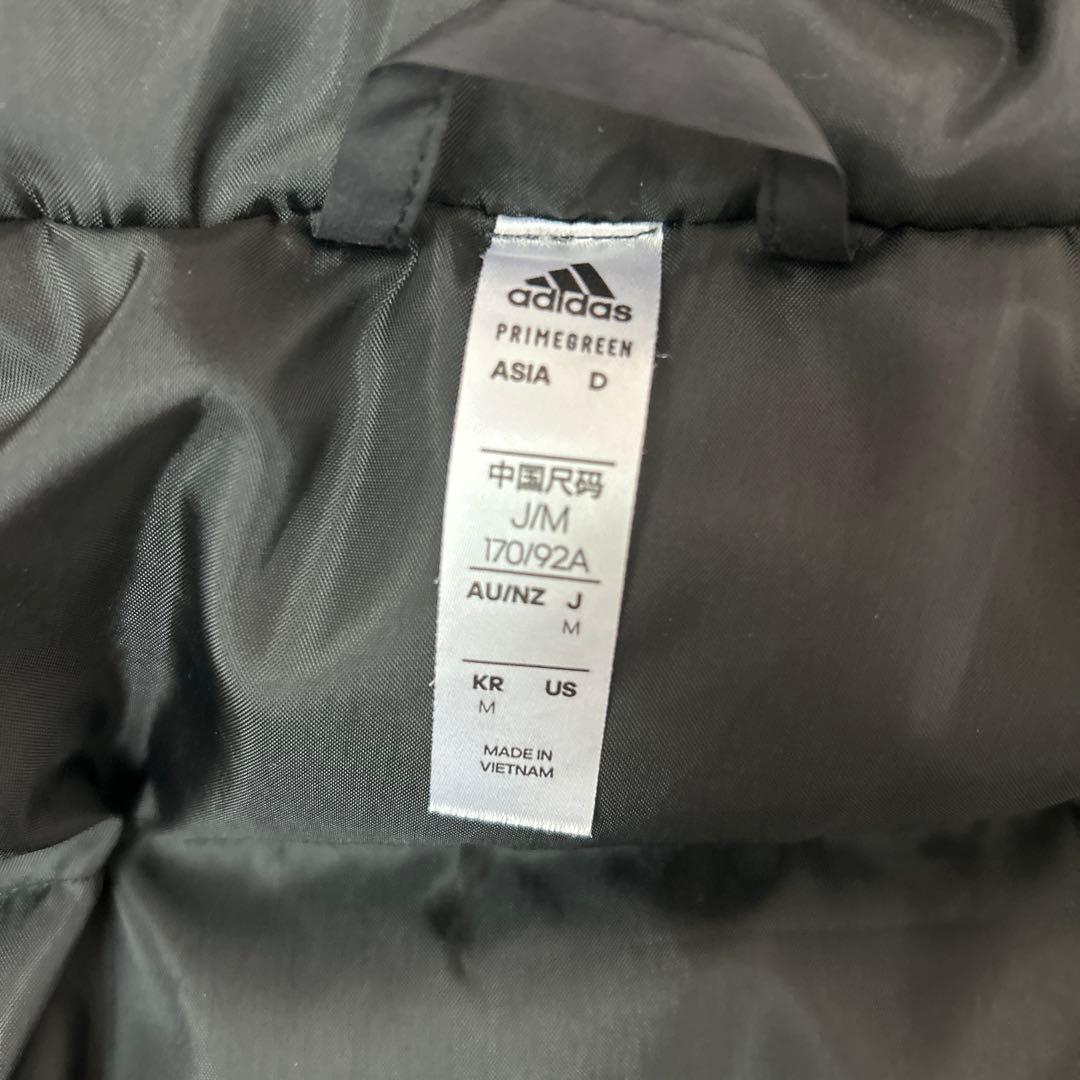 adidas
PRIMEGREEN
ASIA D
中国尺码
J/M
170/92A
AU/NZ J
M
KR US
M
MADE IN
VIETNAM